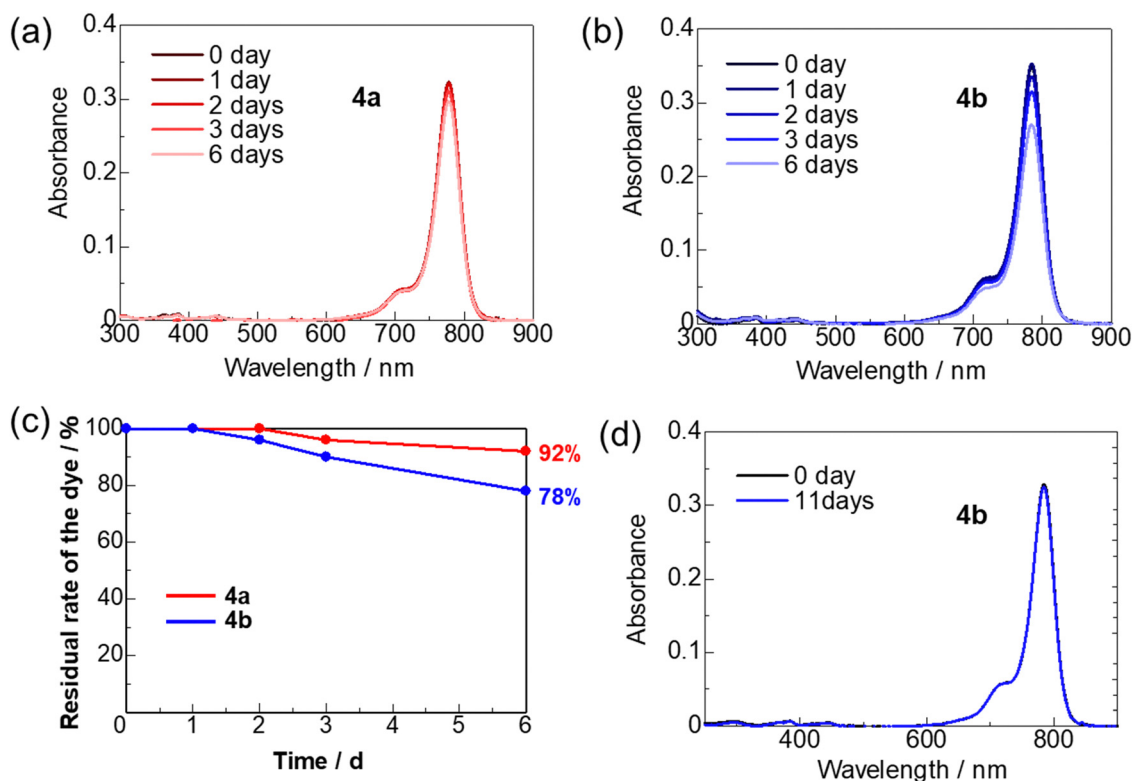 (a)
0.4
0.3
0.2
0.1
0
Absorbance
0 day
1 day
2 days
3 days
6 days
4a
300 400 500 600 700 800 900
Wavelength / nm
(b)
0.4
0.3
0.2
0.1
0
Absorbance
0 day
1 day
2 days
3 days
6 days
4b
300 400 500 600 700 800 900
Wavelength / nm
(c)
100
80
60
40
20
Residual rate of the dye / %
92%
78%
4a
4b
0 1 2 3 4 5 6
Time / d
(d)
0.4
0.3
0.2
0.1
0
Absorbance
0 day
11days
4b
400 600 800
Wavelength / nm